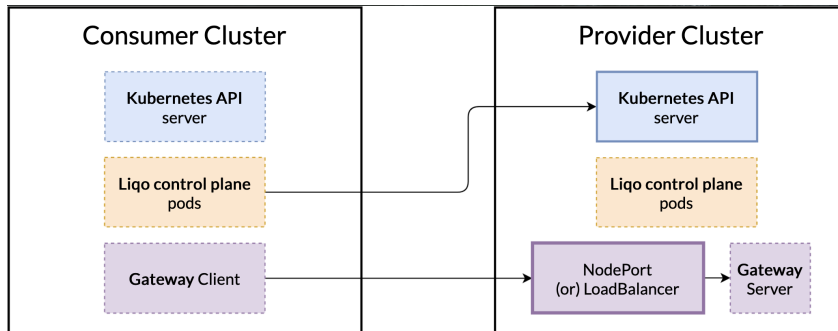 Consumer Cluster
Kubernetes API
server
Liqo control plane
pods
Gateway Client
Provider Cluster
Kubernetes API
server
Liqo control plane
pods
NodePort
(or) LoadBalancer
Gateway
Server